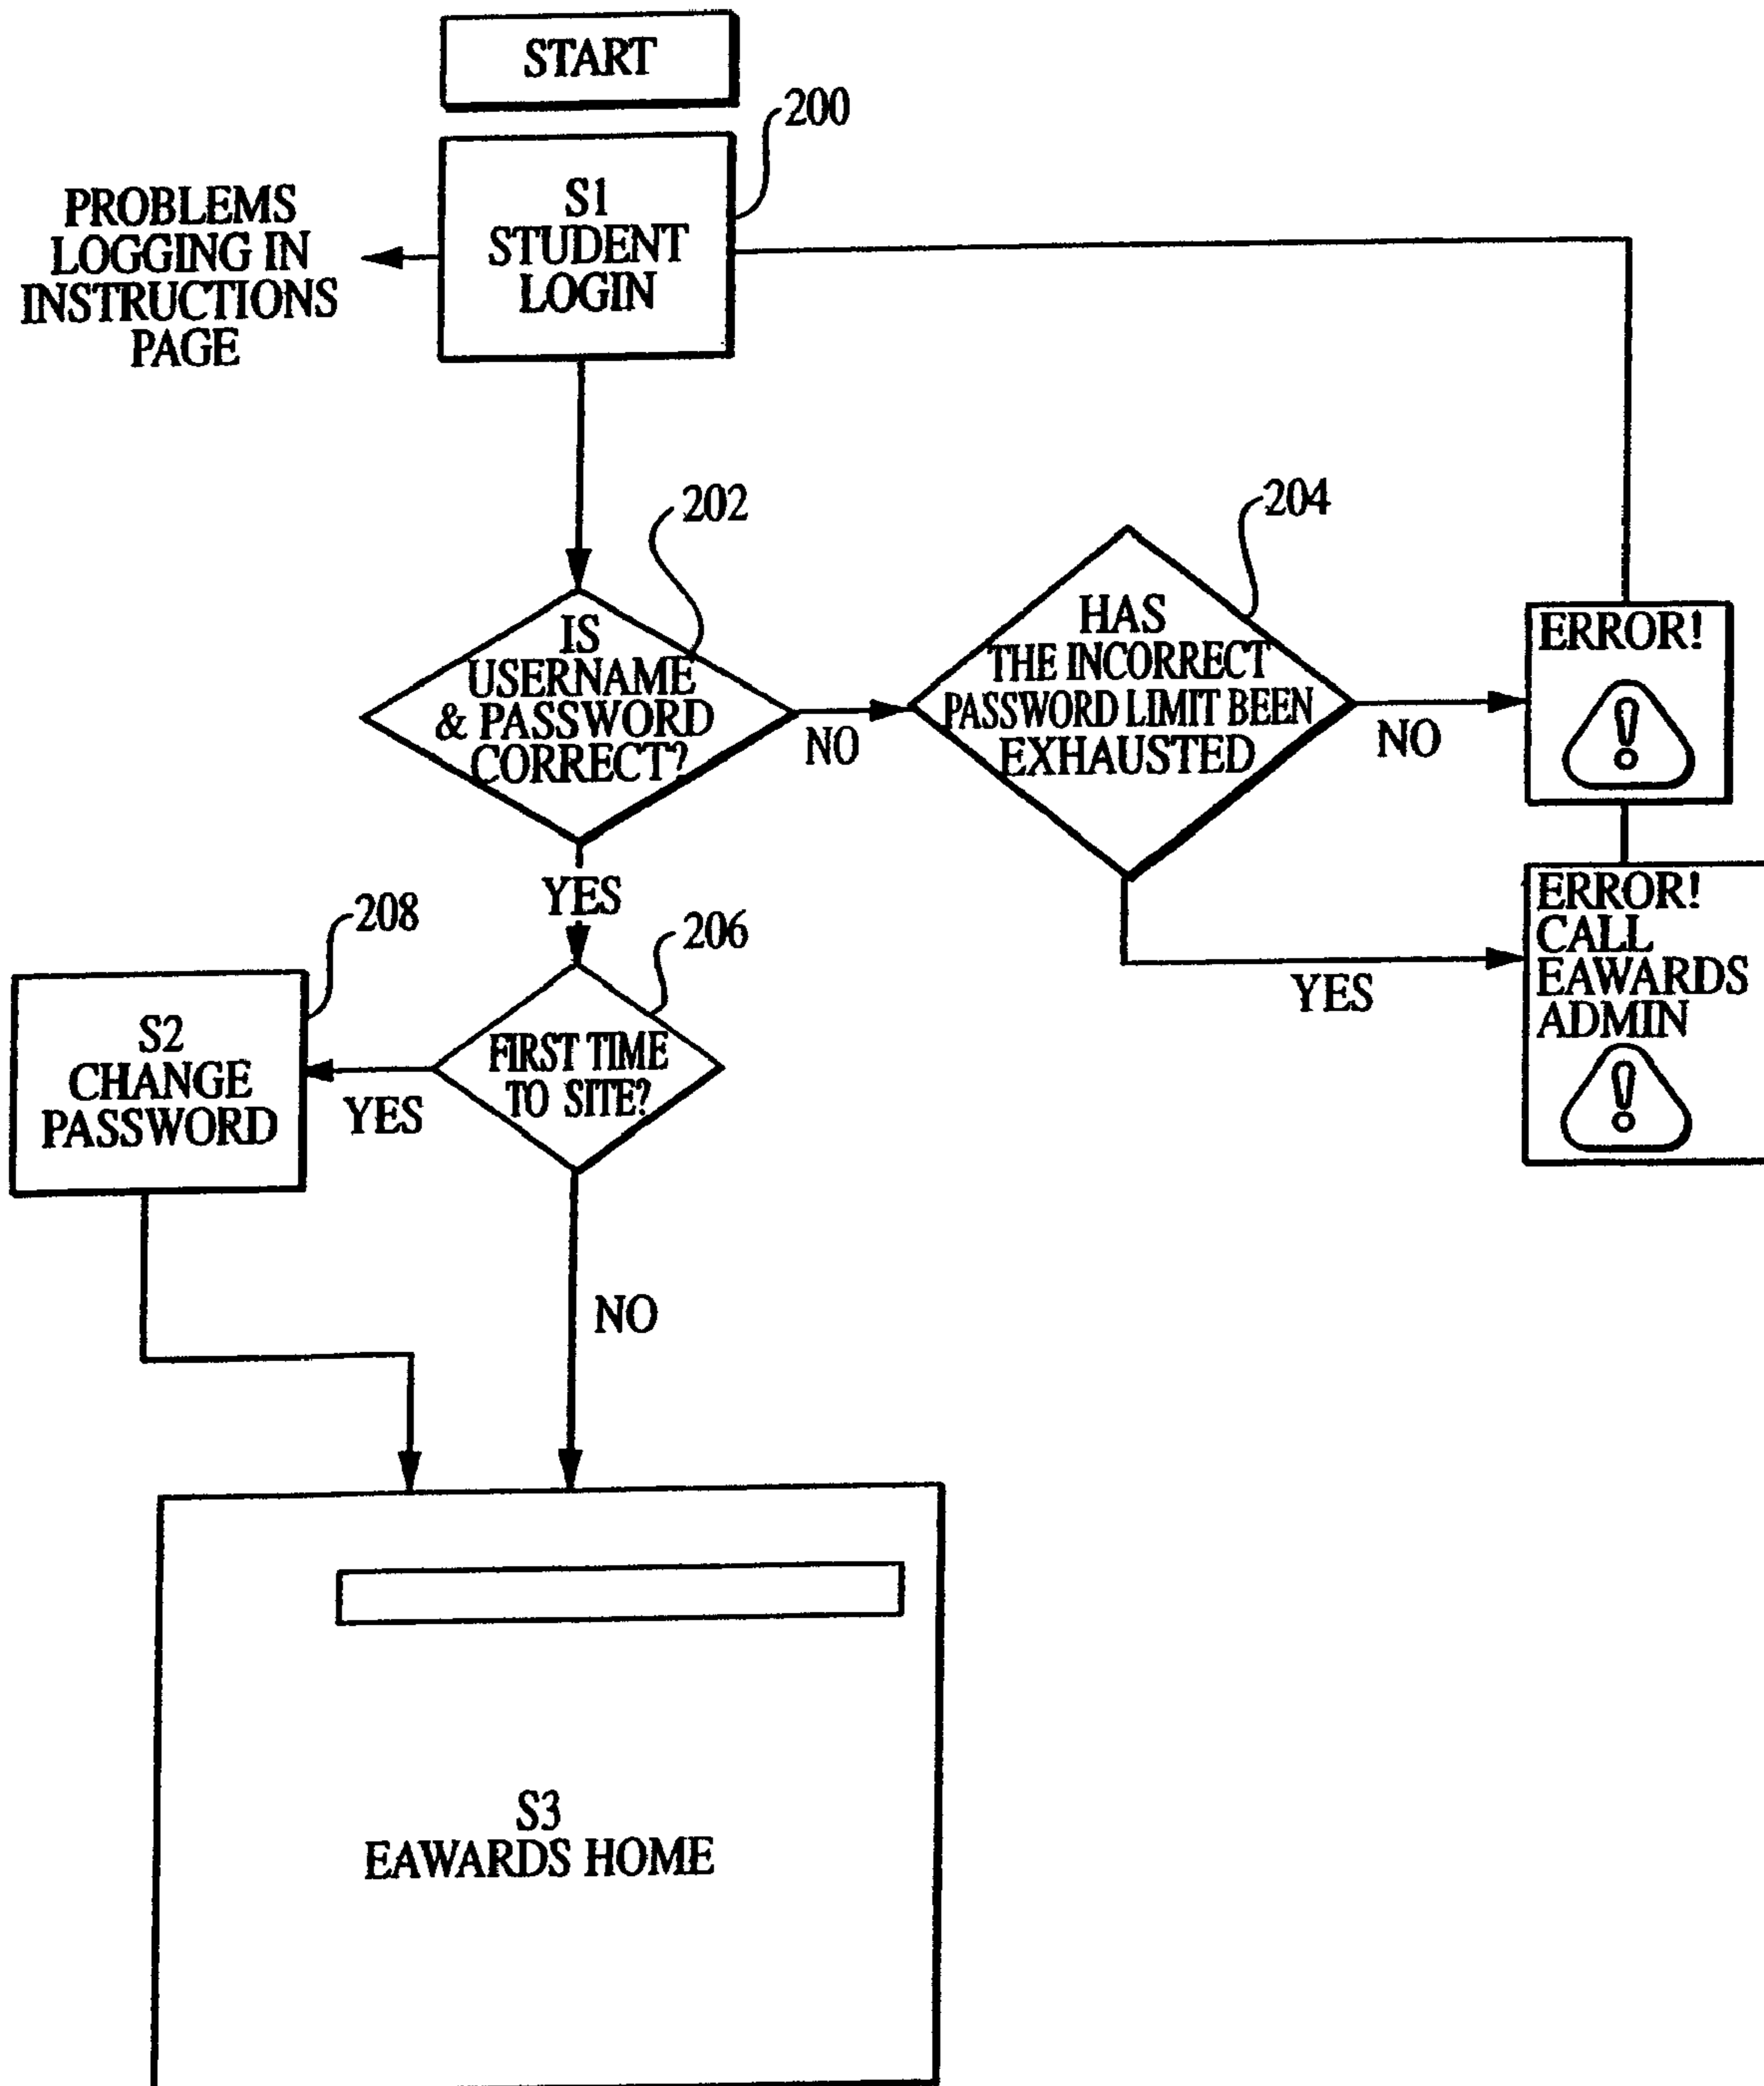 START
200
S1
STUDENT
LOGIN
PROBLEMS
LOGGING IN
INSTRUCTIONS
PAGE
202
IS
USERNAME
& PASSWORD
CORRECT?
NO
204
HAS
THE INCORRECT
PASSWORD LIMIT BEEN
EXHAUSTED
NO
ERROR!
!
YES
ERROR!
CALL
EAWARDS
ADMIN
!
YES
206
FIRST TIME
TO SITE?
YES
208
S2
CHANGE
PASSWORD
NO
S3
EAWARDS HOME